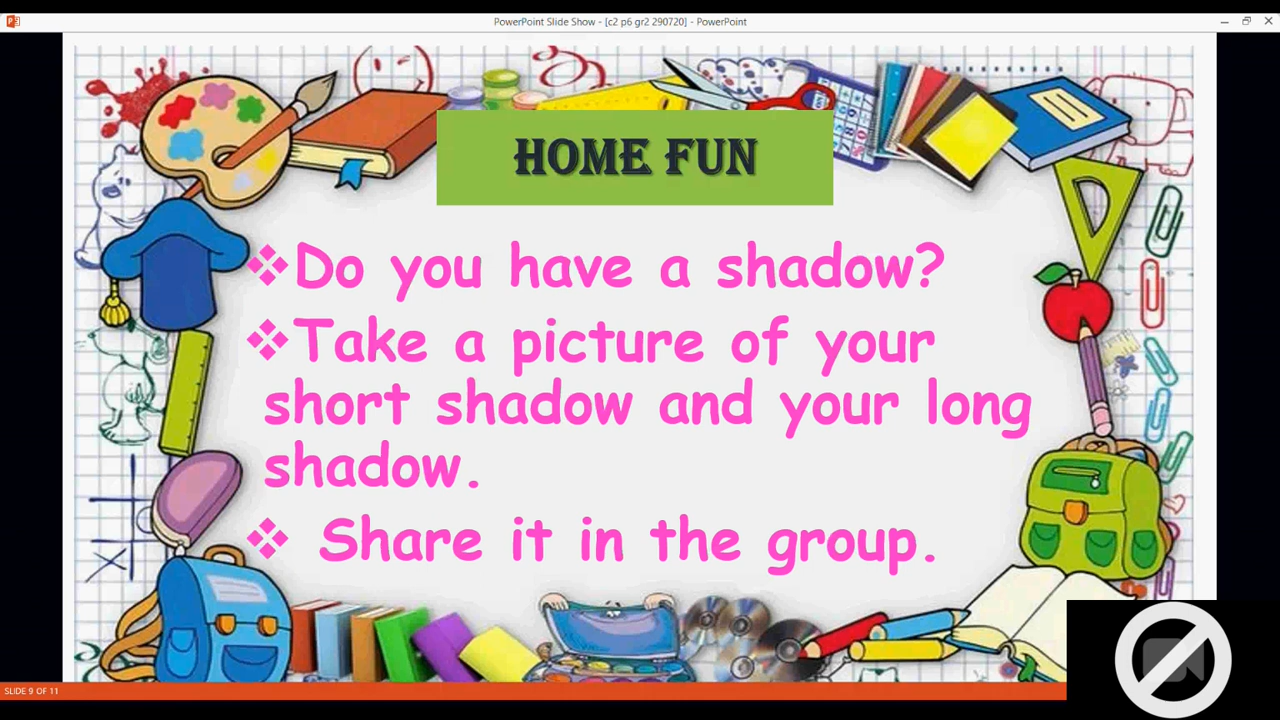 PowerPoint Slide Show - [c2 p6 gr2 290720] - PowerPoint
HOME FUN
❖Do you have a shadow?
❖Take a picture of your
short shadow and your long
shadow.
❖ Share it in the group.
SLIDE 9 OF 11